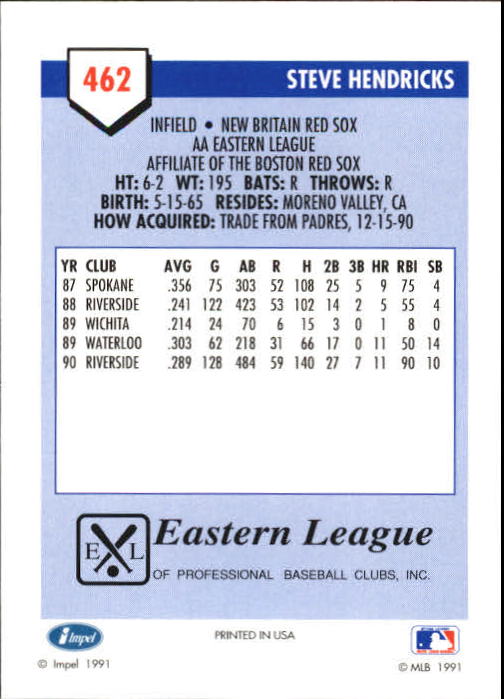 462
STEVE HENDRICKS
INFIELD • NEW BRITAIN RED SOX
AA EASTERN LEAGUE
AFFILIATE OF THE BOSTON RED SOX
HT: 6-2 WT: 195 BATS: R THROWS: R
BIRTH: 5-15-65 RESIDES: MORENO VALLEY, CA
HOW ACQUIRED: TRADE FROM PADRES, 12-15-90
YR CLUB AVG G AB R H 2B 3B HR RBI SB
87 SPOKANE .356 75 303 52 108 25 5 9 75 4
88 RIVERSIDE .241 122 423 53 102 14 2 5 55 4
89 WICHITA .214 24 70 6 15 3 0 1 8 0
89 WATERLOO .303 62 218 31 66 17 0 11 50 14
90 RIVERSIDE .289 128 484 59 140 27 7 11 90 10
E L
Eastern League
OF PROFESSIONAL BASEBALL CLUBS, INC.
Impel
PRINTED IN USA
© Impel 1991
© MLB 1991